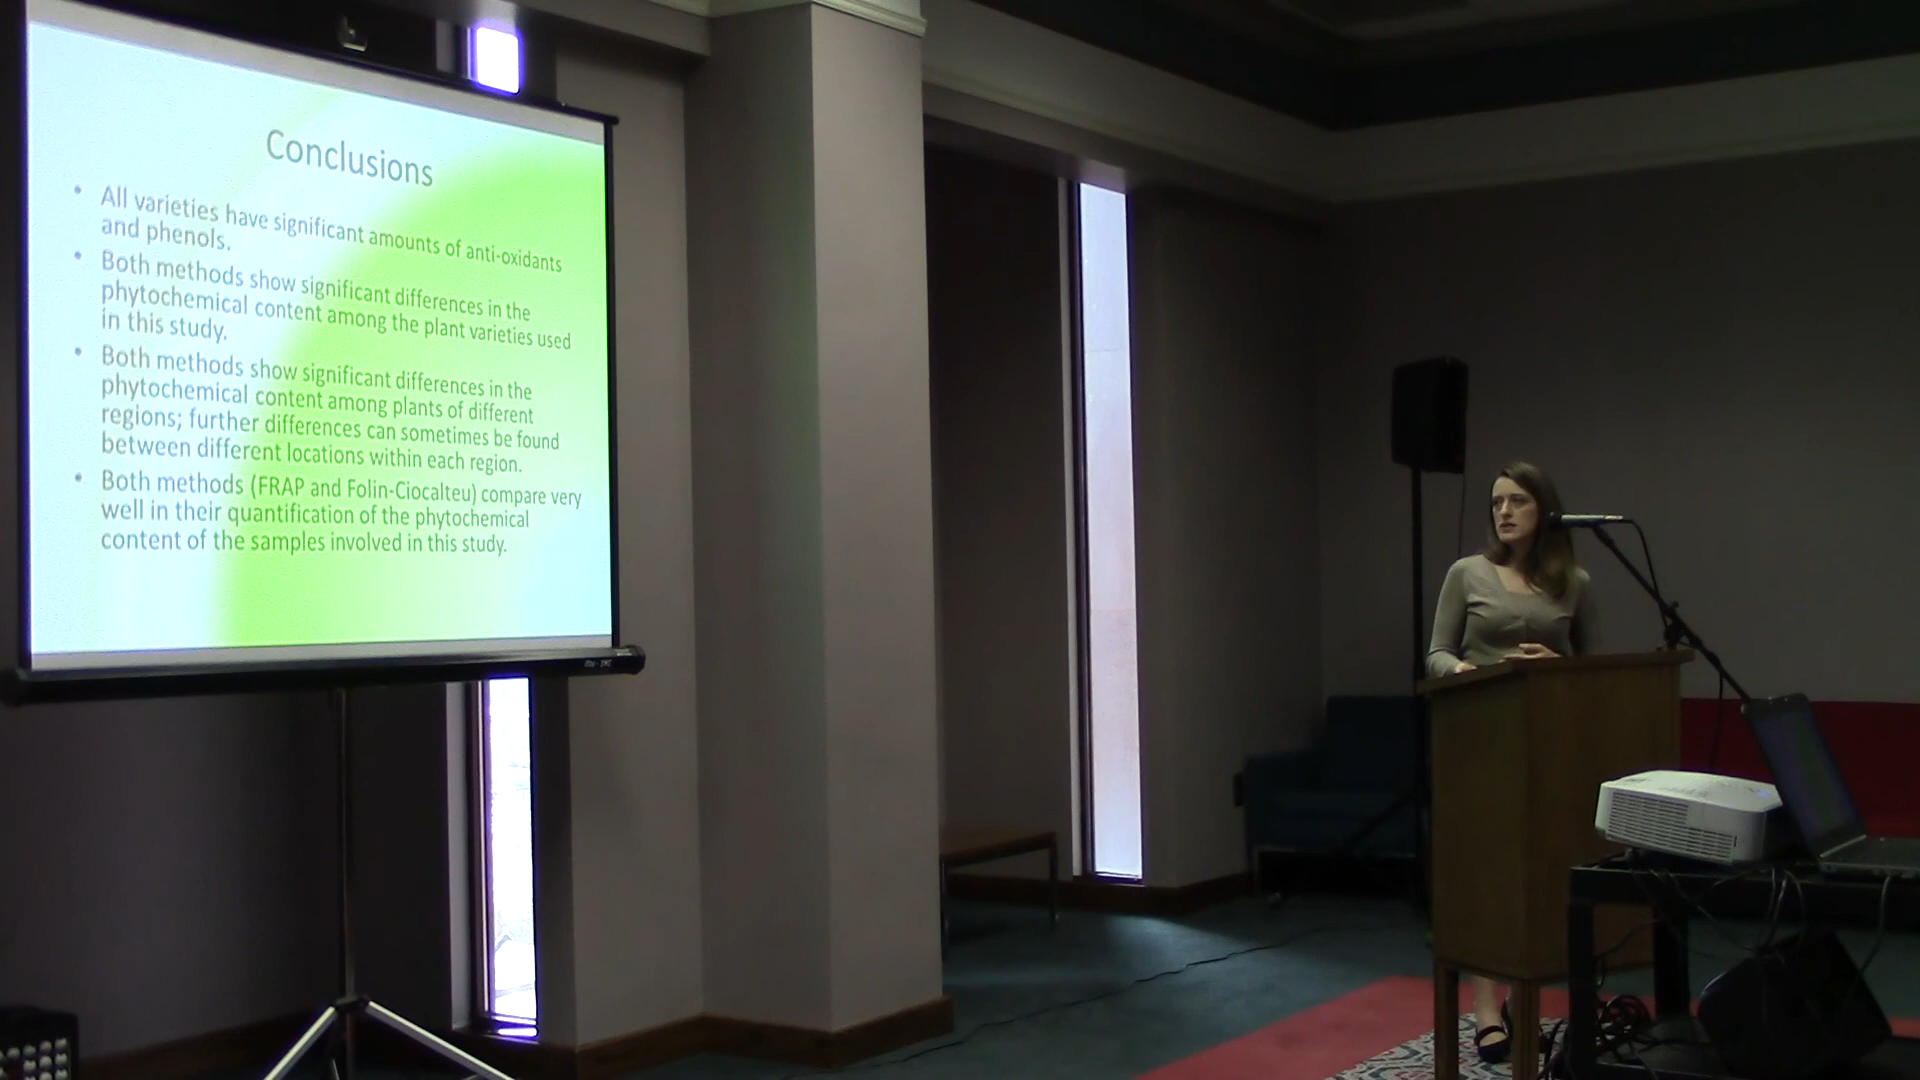 Conclusions
• All varieties have significant amounts of anti-oxidants
and phenols.
• Both methods show significant differences in the
phytochemical content among the plant varieties used
in this study.
• Both methods show significant differences in the
phytochemical content among plants of different
regions; further differences can sometimes be found
between different locations within each region.
• Both methods (FRAP and Folin-Ciocalteu) compare very
well in their quantification of the phytochemical
content of the samples involved in this study.